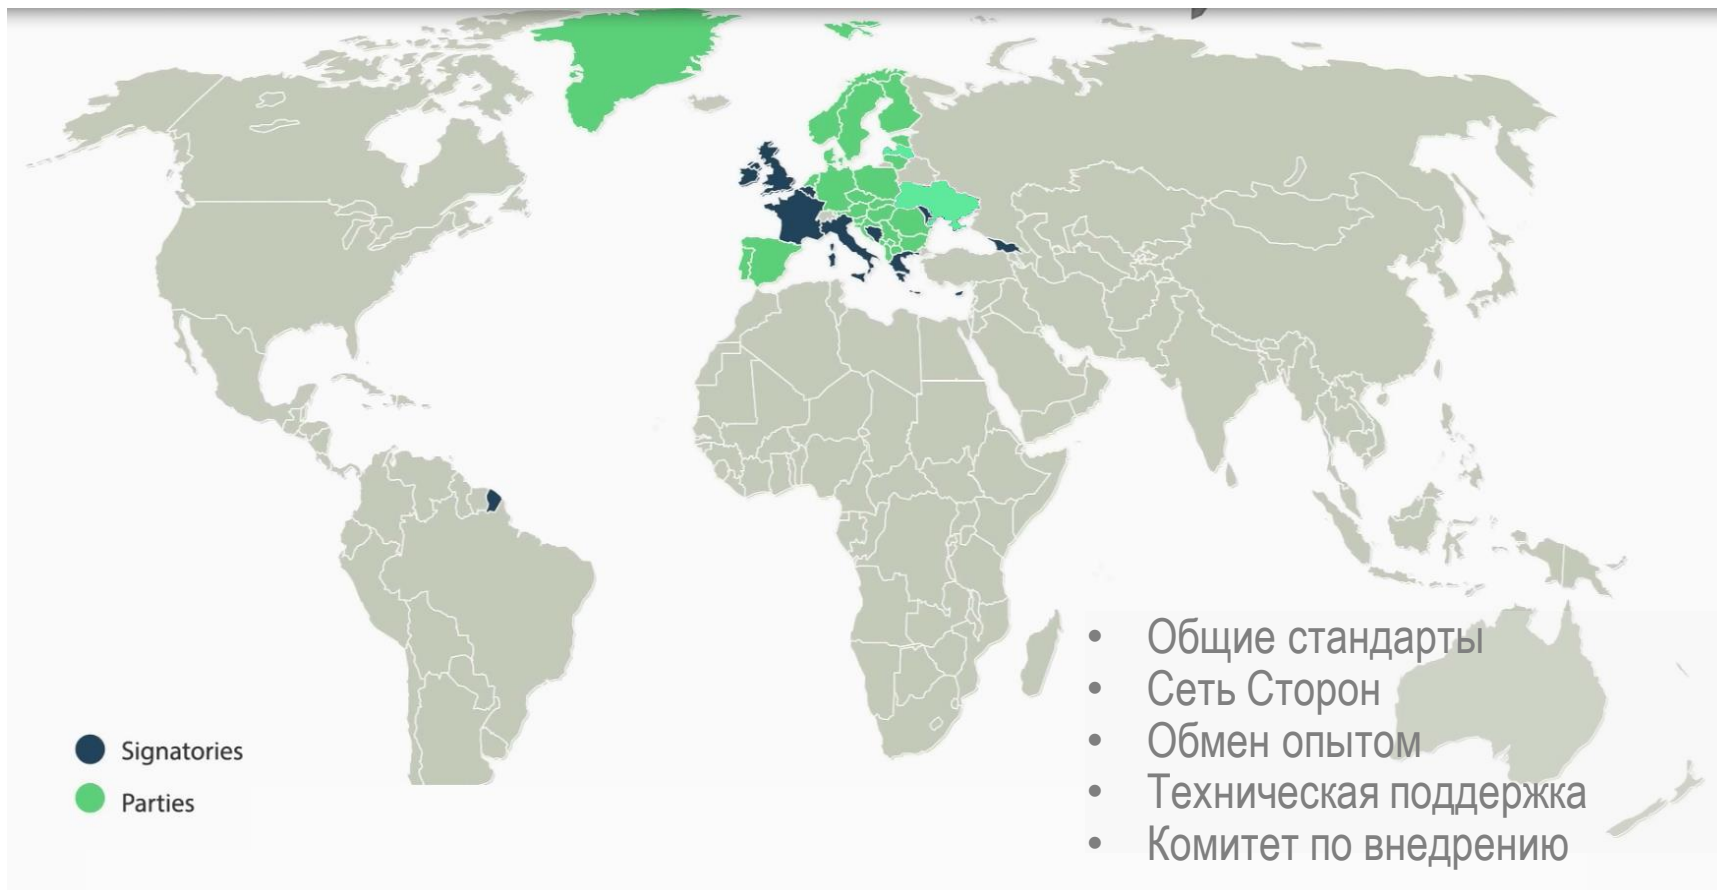 • Общие стандарты
• Сеть Сторон
• Обмен опытом
• Техническая поддержка
• Комитет по внедрению
Signatories
Parties